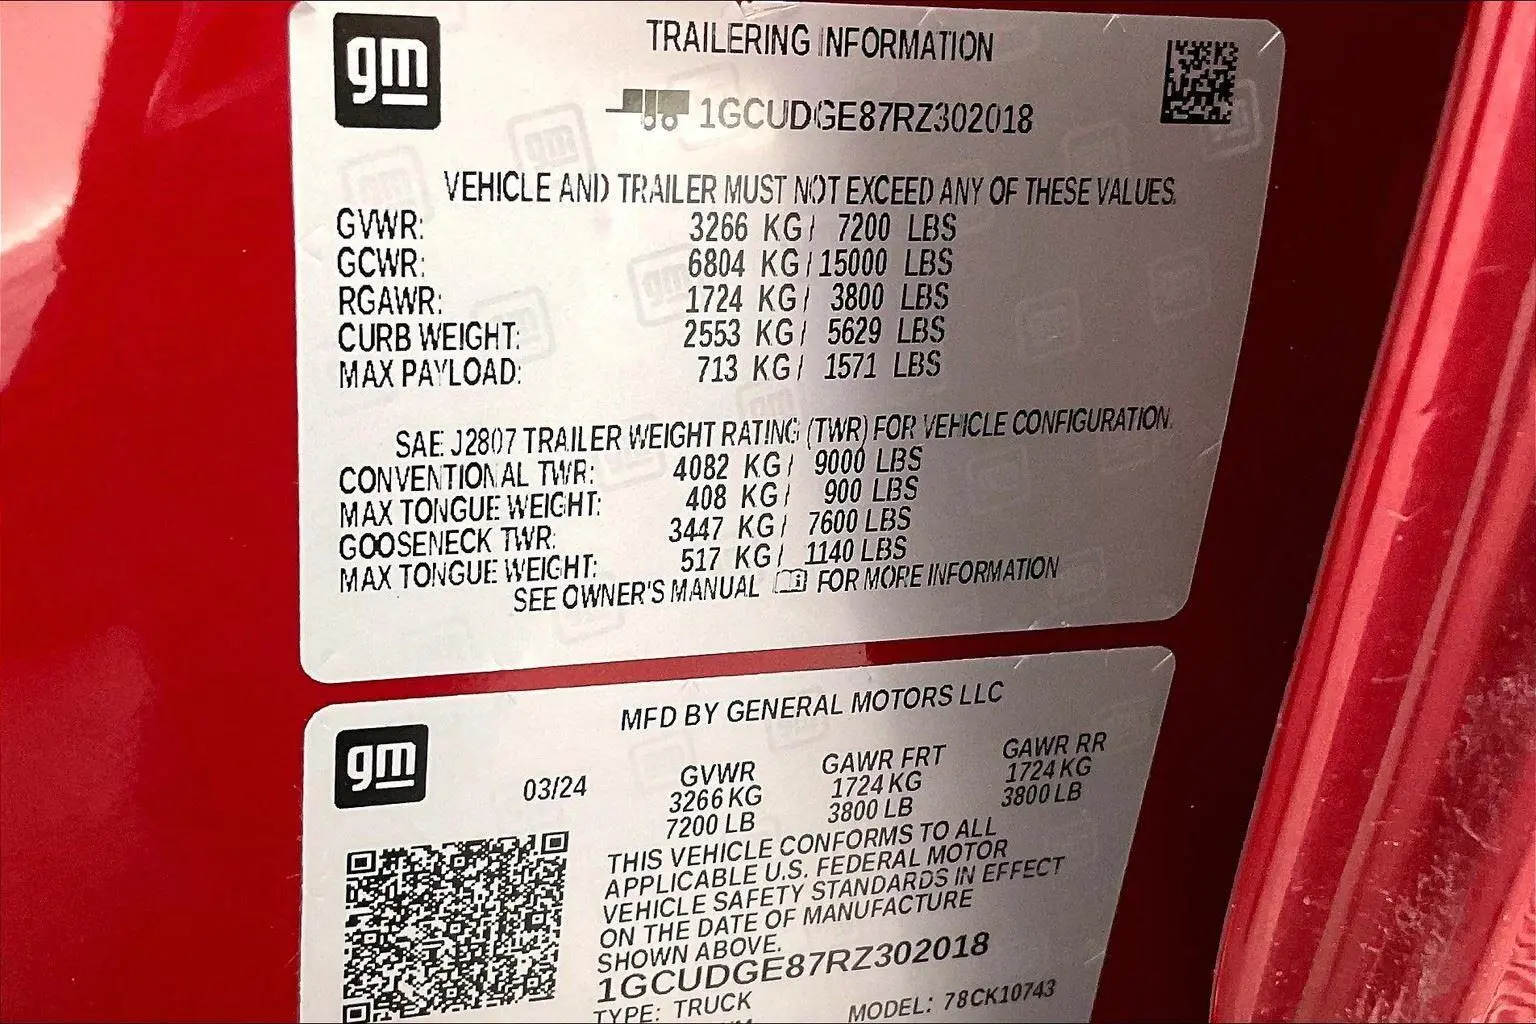 gm
TRAILERING INFORMATION
1GCUDGE87RZ302018
VEHICLE AND TRAILER MUST NOT EXCEED ANY OF THESE VALUES.
GVWR: 3266 KG / 7200 LBS
GCWR: 6804 KG / 15000 LBS
RGAWR: 1724 KG / 3800 LBS
CURB WEIGHT: 2553 KG / 5629 LBS
MAX PAYLOAD: 713 KG / 1571 LBS
SAE J2807 TRAILER WEIGHT RATING (TWR) FOR VEHICLE CONFIGURATION.
CONVENTIONAL TWR: 4082 KG / 9000 LBS
MAX TONGUE WEIGHT: 408 KG / 900 LBS
GOOSENECK TWR: 3447 KG / 7600 LBS
MAX TONGUE WEIGHT: 517 KG / 1140 LBS
SEE OWNER'S MANUAL FOR MORE INFORMATION
MFD BY GENERAL MOTORS LLC
gm
03/24 GVWR GAWR FRT GAWR RR
3266 KG 1724 KG 1724 KG
7200 LB 3800 LB 3800 LB
THIS VEHICLE CONFORMS TO ALL
APPLICABLE U.S. FEDERAL MOTOR
VEHICLE SAFETY STANDARDS IN EFFECT
ON THE DATE OF MANUFACTURE
SHOWN ABOVE.
1GCUDGE87RZ302018
TYPE: TRUCK MODEL: 78CK10743